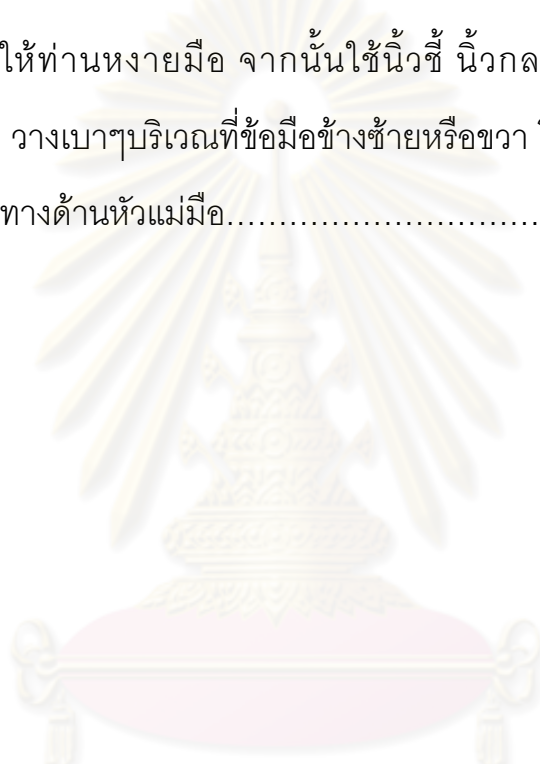 ให้ท่านหงายมือ จากนั้นใช้นิ้วชี้ นิ้วกล
วางเบาๆบริเวณที่ข้อมือข้างซ้ายหรือขวา
ทางด้านหัวแม่มือ..............................